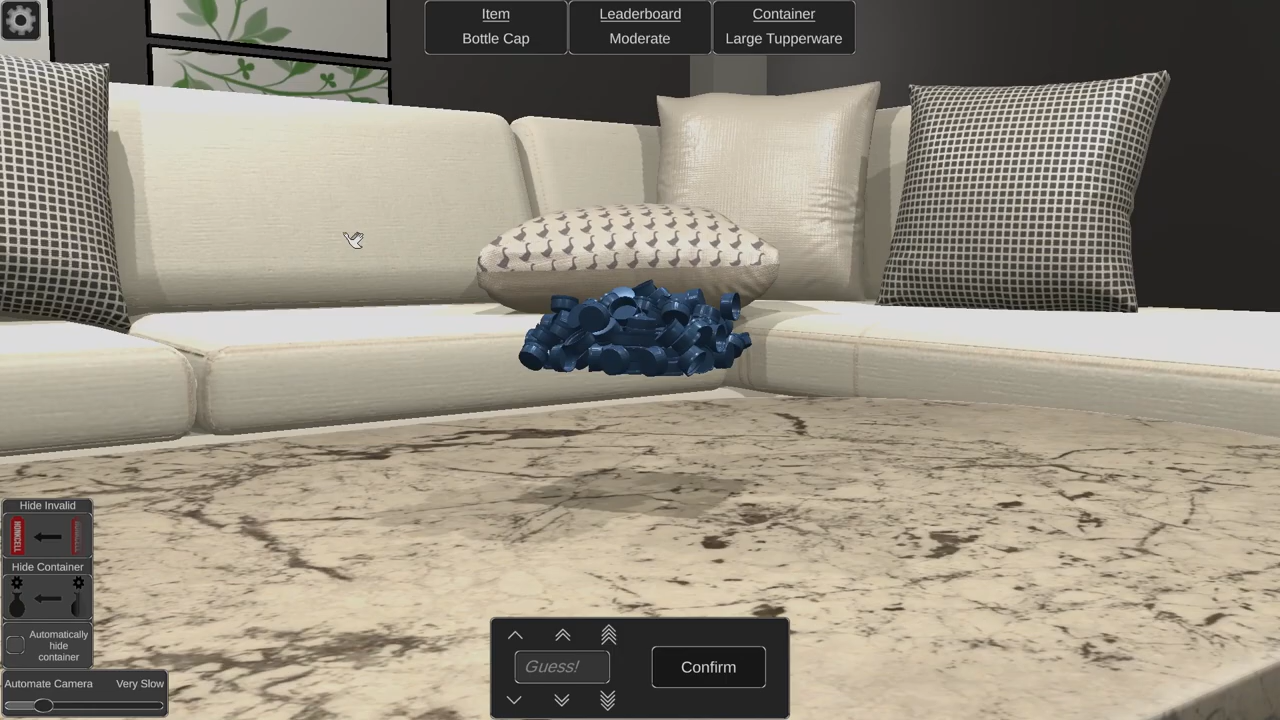 Item
Bottle Cap
Leaderboard
Moderate
Container
Large Tupperware
Hide Invalid
HONKCELL
Hide Container
Automatically
hide
container
Automate Camera
Very Slow
Guess!
Confirm